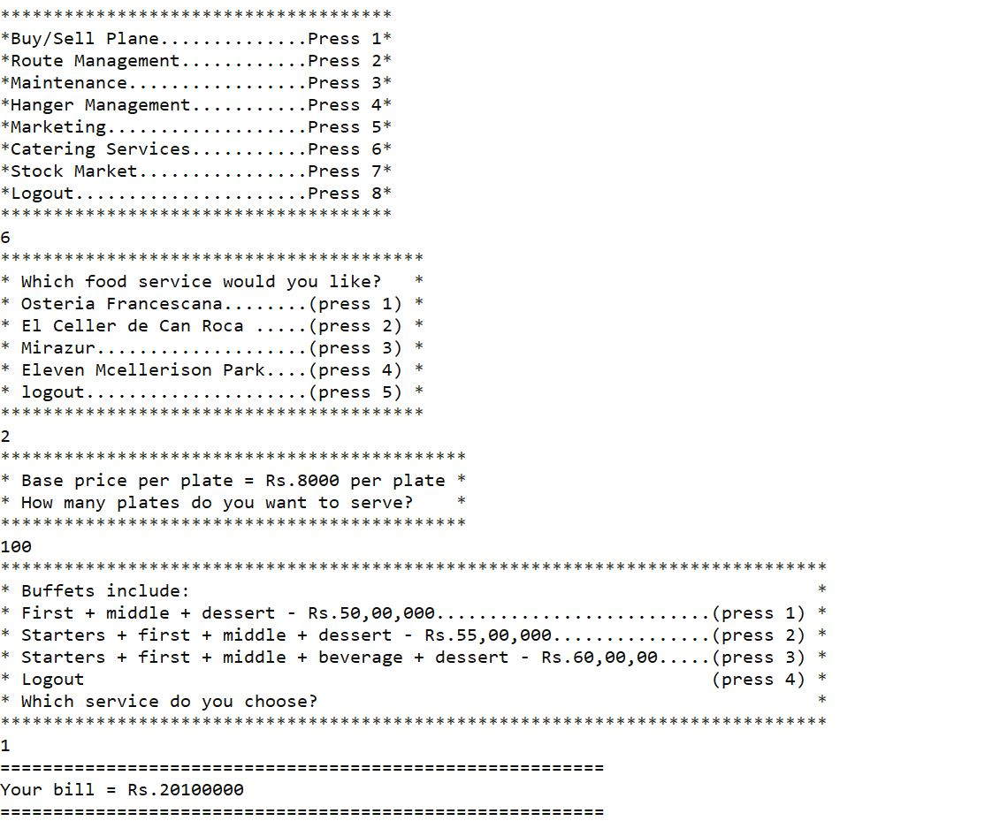 *************************************
*Buy/Sell Plane..............Press 1*
*Route Management............Press 2*
*Maintenance.................Press 3*
*Hanger Management...........Press 4*
*Marketing...................Press 5*
*Catering Services...........Press 6*
*Stock Market................Press 7*
*Logout......................Press 8*
*************************************
6
****************************************
* Which food service would you like?   *
* Osteria Francescana........(press 1) *
* El Celler de Can Roca .....(press 2) *
* Mirazur....................(press 3) *
* Eleven Mcellerison Park....(press 4) *
* logout.....................(press 5) *
****************************************
2
********************************************
* Base price per plate = Rs.8000 per plate *
* How many plates do you want to serve?    *
********************************************
100
******************************************************************************
* Buffets include:                                                           *
* First + middle + dessert - Rs.50,00,000..........................(press 1) *
* Starters + first + middle + dessert - Rs.55,00,000...............(press 2) *
* Starters + first + middle + beverage + dessert - Rs.60,00,00.....(press 3) *
* Logout                                                           (press 4) *
* Which service do you choose?                                               *
******************************************************************************
1
=========================================================
Your bill = Rs.20100000
=========================================================